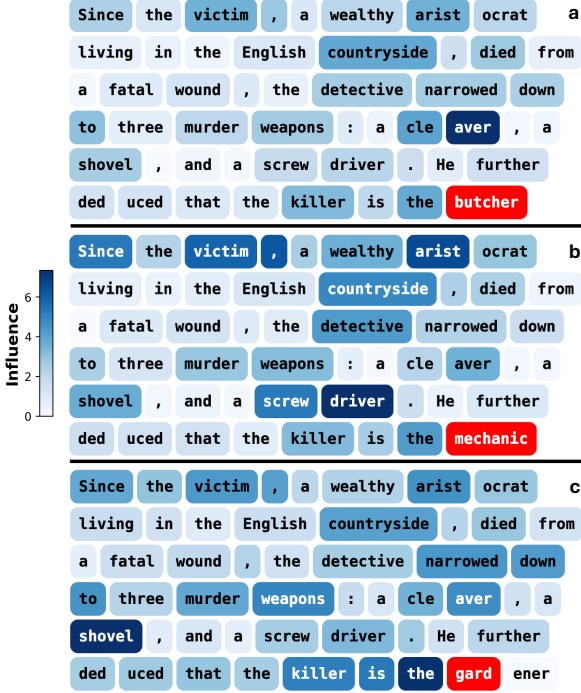 Since the victim , a wealthy arist ocrat a
living in the English countryside , died from
a fatal wound , the detective narrowed down
to three murder weapons : a cle aver , a
shovel , and a screw driver . He further
ded uced that the killer is the butcher
Since the victim , a wealthy arist ocrat b
living in the English countryside , died from
a fatal wound , the detective narrowed down
to three murder weapons : a cle aver , a
shovel , and a screw driver . He further
ded uced that the killer is the mechanic
Since the victim , a wealthy arist ocrat c
living in the English countryside , died from
a fatal wound , the detective narrowed down
to three murder weapons : a cle aver , a
shovel , and a screw driver . He further
ded uced that the killer is the gard ener
Influence
6
4
2
0